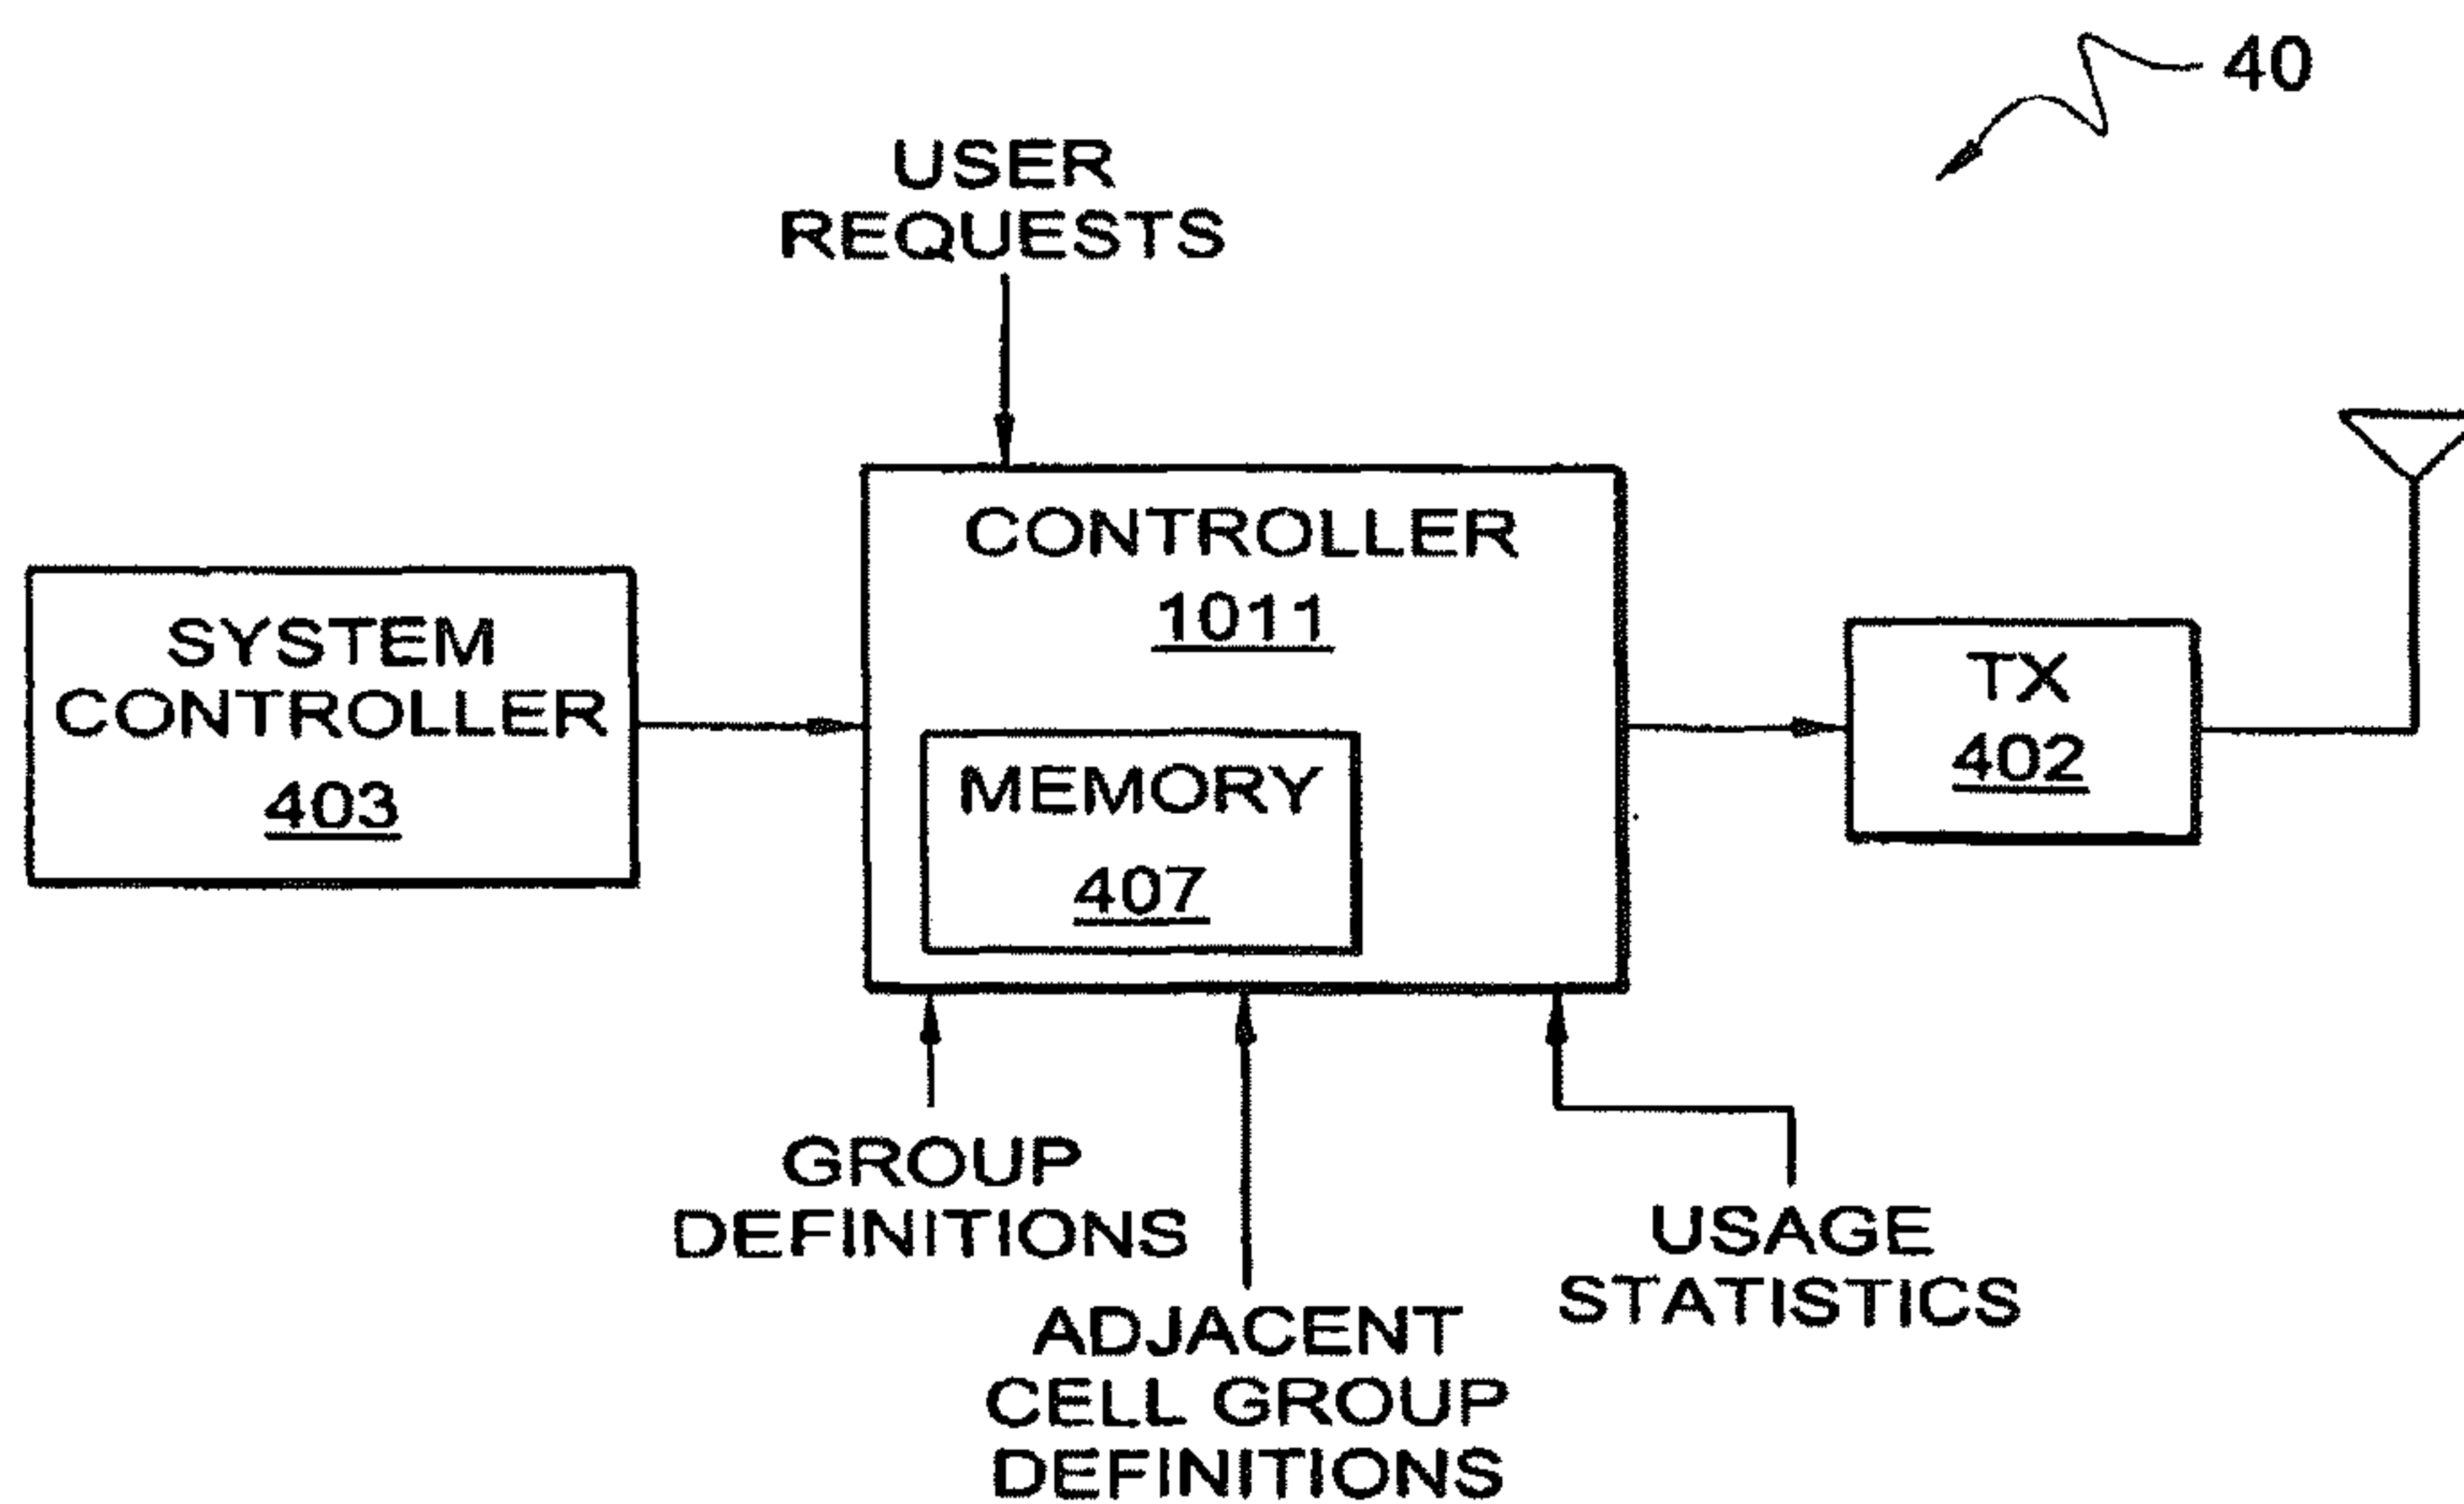 40
USER
REQUESTS
CONTROLLER
1011
SYSTEM
CONTROLLER
403
MEMORY
407
TX
402
GROUP
DEFINITIONS
ADJACENT
CELL GROUP
DEFINITIONS
USAGE
STATISTICS